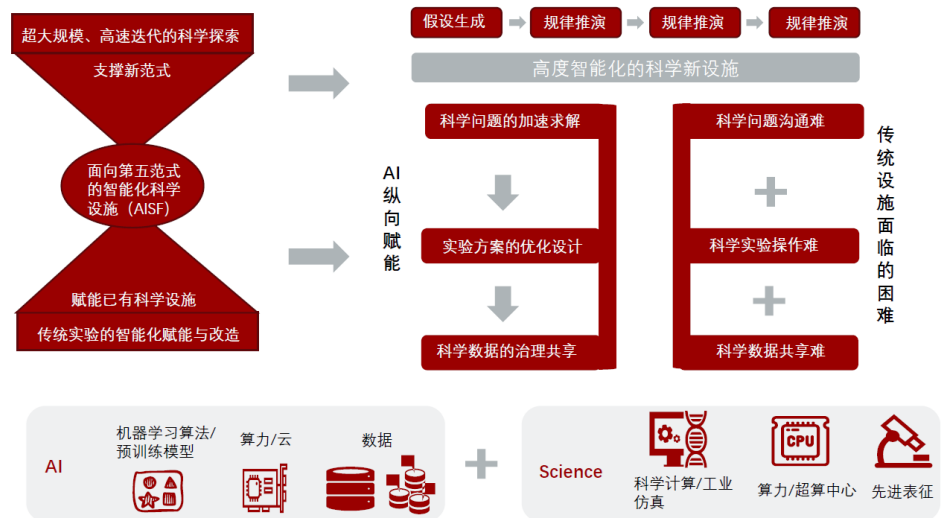 超大规模、高速迭代的科学探索
支撑新范式
面向第五范式
的智能化科学
设施（AISF）
赋能已有科学设施
传统实验的智能化赋能与改造
假设生成
规律推演
规律推演
规律推演
高度智能化的科学新设施
AI
纵
向
赋
能
科学问题的加速求解
实验方案的优化设计
科学数据的治理共享
科学问题沟通难
科学实验操作难
科学数据共享难
传
统
设
施
面
临
的
困
难
AI
机器学习算法/
预训练模型
算力/云
数据
Science
科学计算/工业
仿真
CPU
算力/超算中心
先进表征